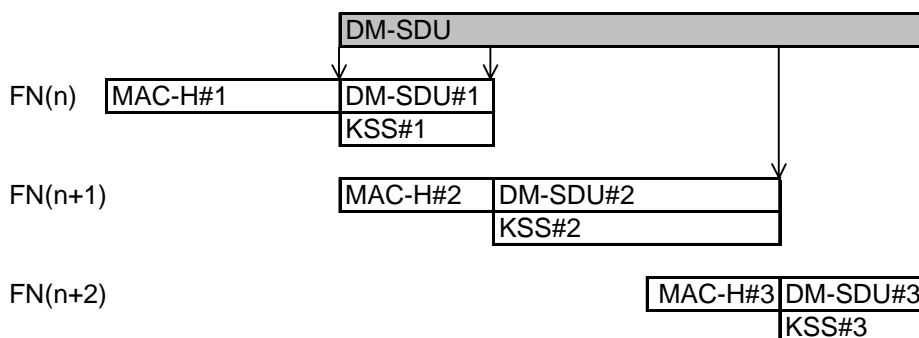 DM-SDU
FN(n) MAC-H#1 DM-SDU#1
KSS#1
FN(n+1) MAC-H#2 DM-SDU#2
KSS#2
FN(n+2) MAC-H#3 DM-SDU#3
KSS#3